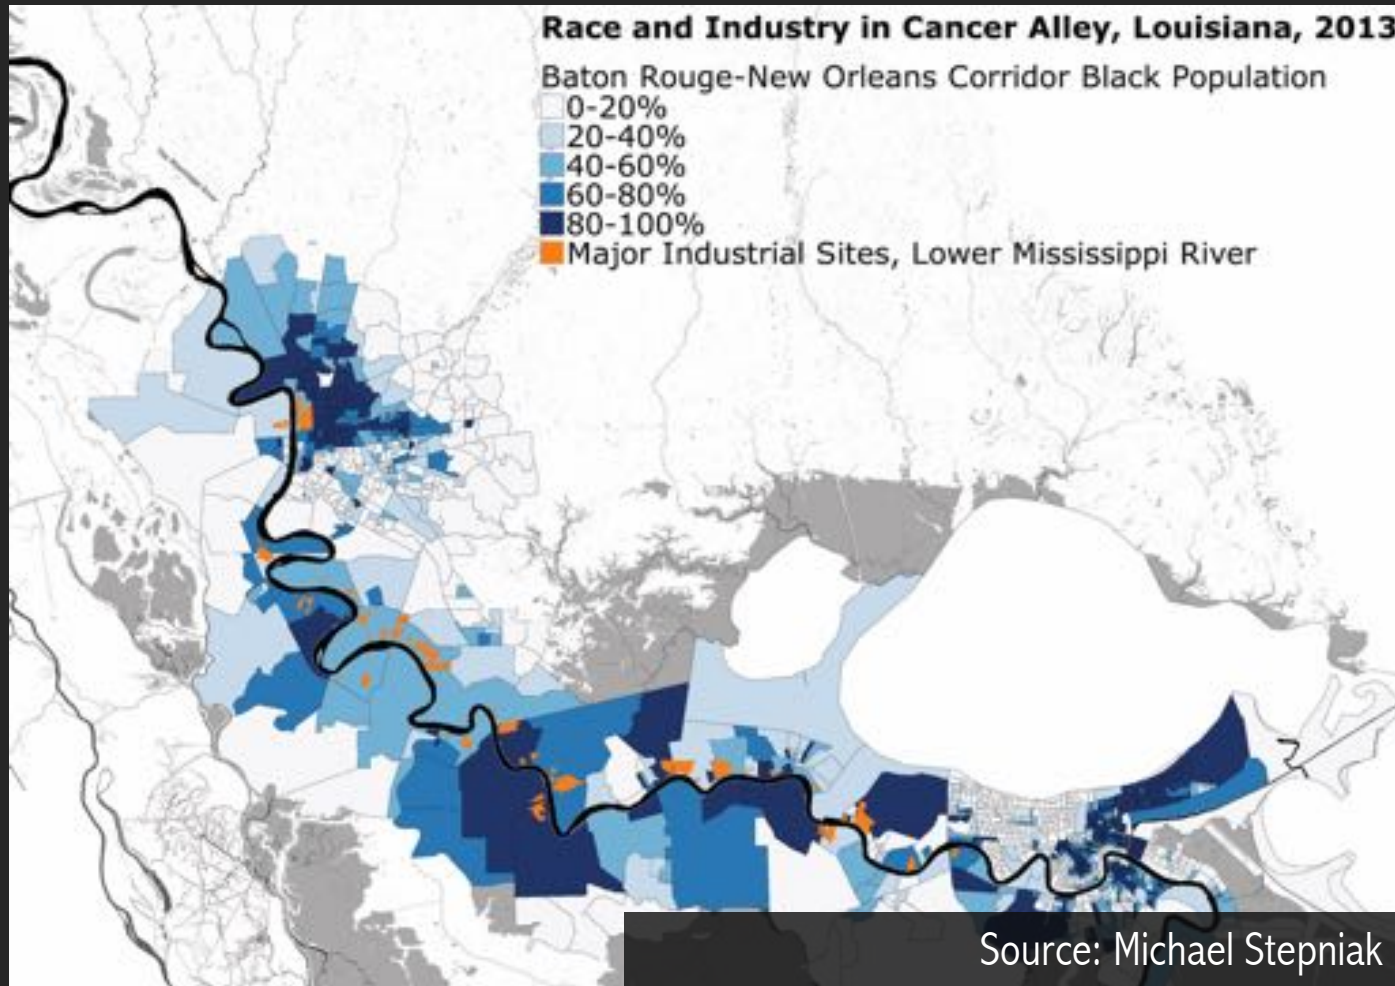 Race and Industry in Cancer Alley, Louisiana, 2013
Baton Rouge-New Orleans Corridor Black Population
0-20%
20-40%
40-60%
60-80%
80-100%
Major Industrial Sites, Lower Mississippi River
Source: Michael Stepniak